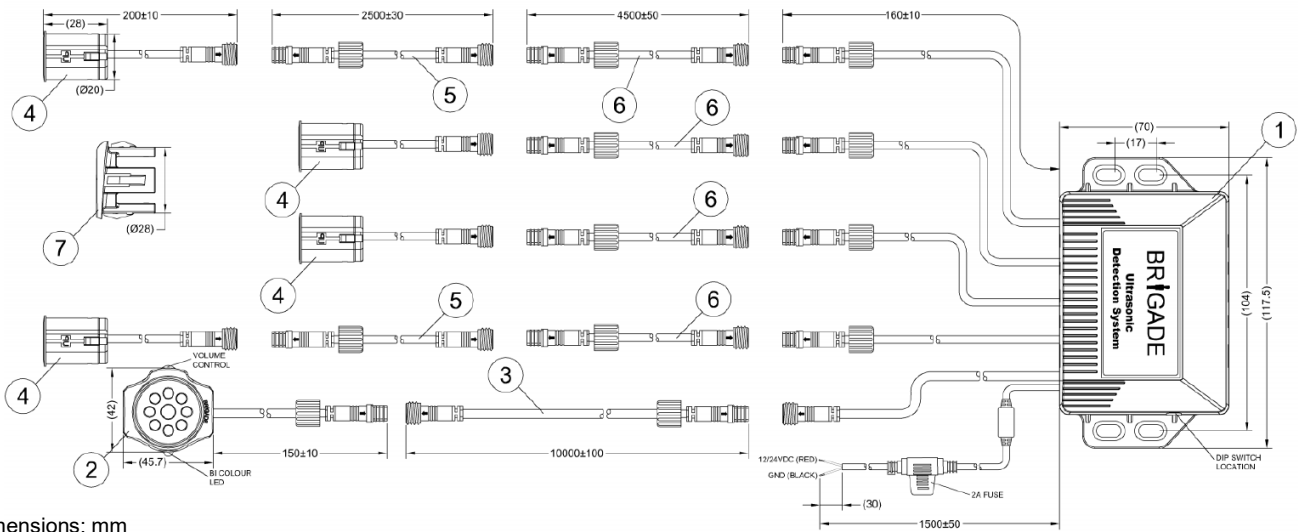 200±10
2500±30
4500±50
160±10
(28)
(Ø20)
4
5
6
(70)
(17)
1
4
6
7
(Ø28)
4
6
BRIGADE
Ultrasonic
Detection System
(104)
(117.5)
4
5
6
VOLUME
CONTROL
3
2
(42)
(45.7)
BI COLOUR
LED
150±10
10000±100
12/24VDC (RED)
GND (BLACK)
(30)
2A FUSE
DIP SWITCH
LOCATION
1500±50
mensions: mm